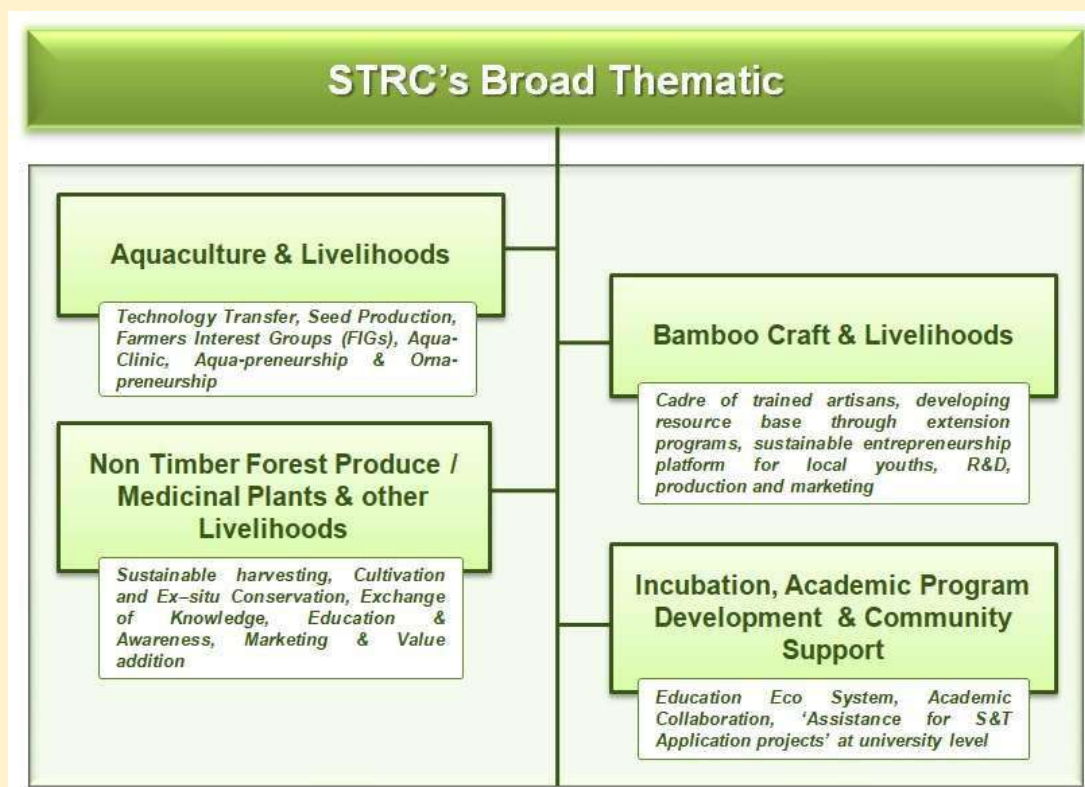 STRC's Broad Thematic
Aquaculture & Livelihoods
Technology Transfer, Seed Production,
Farmers Interest Groups (FIGs), Aqua-
Clinic, Aqua-preneurship & Orna-
preneurship
Bamboo Craft & Livelihoods
Cadre of trained artisans, developing
resource base through extension
programs, sustainable entrepreneurship
platform for local youths, R&D,
production and marketing
Non Timber Forest Produce /
Medicinal Plants & other
Livelihoods
Sustainable harvesting, Cultivation
and Ex–situ Conservation, Exchange
of Knowledge, Education &
Awareness, Marketing & Value
addition
Incubation, Academic Program
Development & Community
Support
Education Eco System, Academic
Collaboration, 'Assistance for S&T
Application projects' at university level